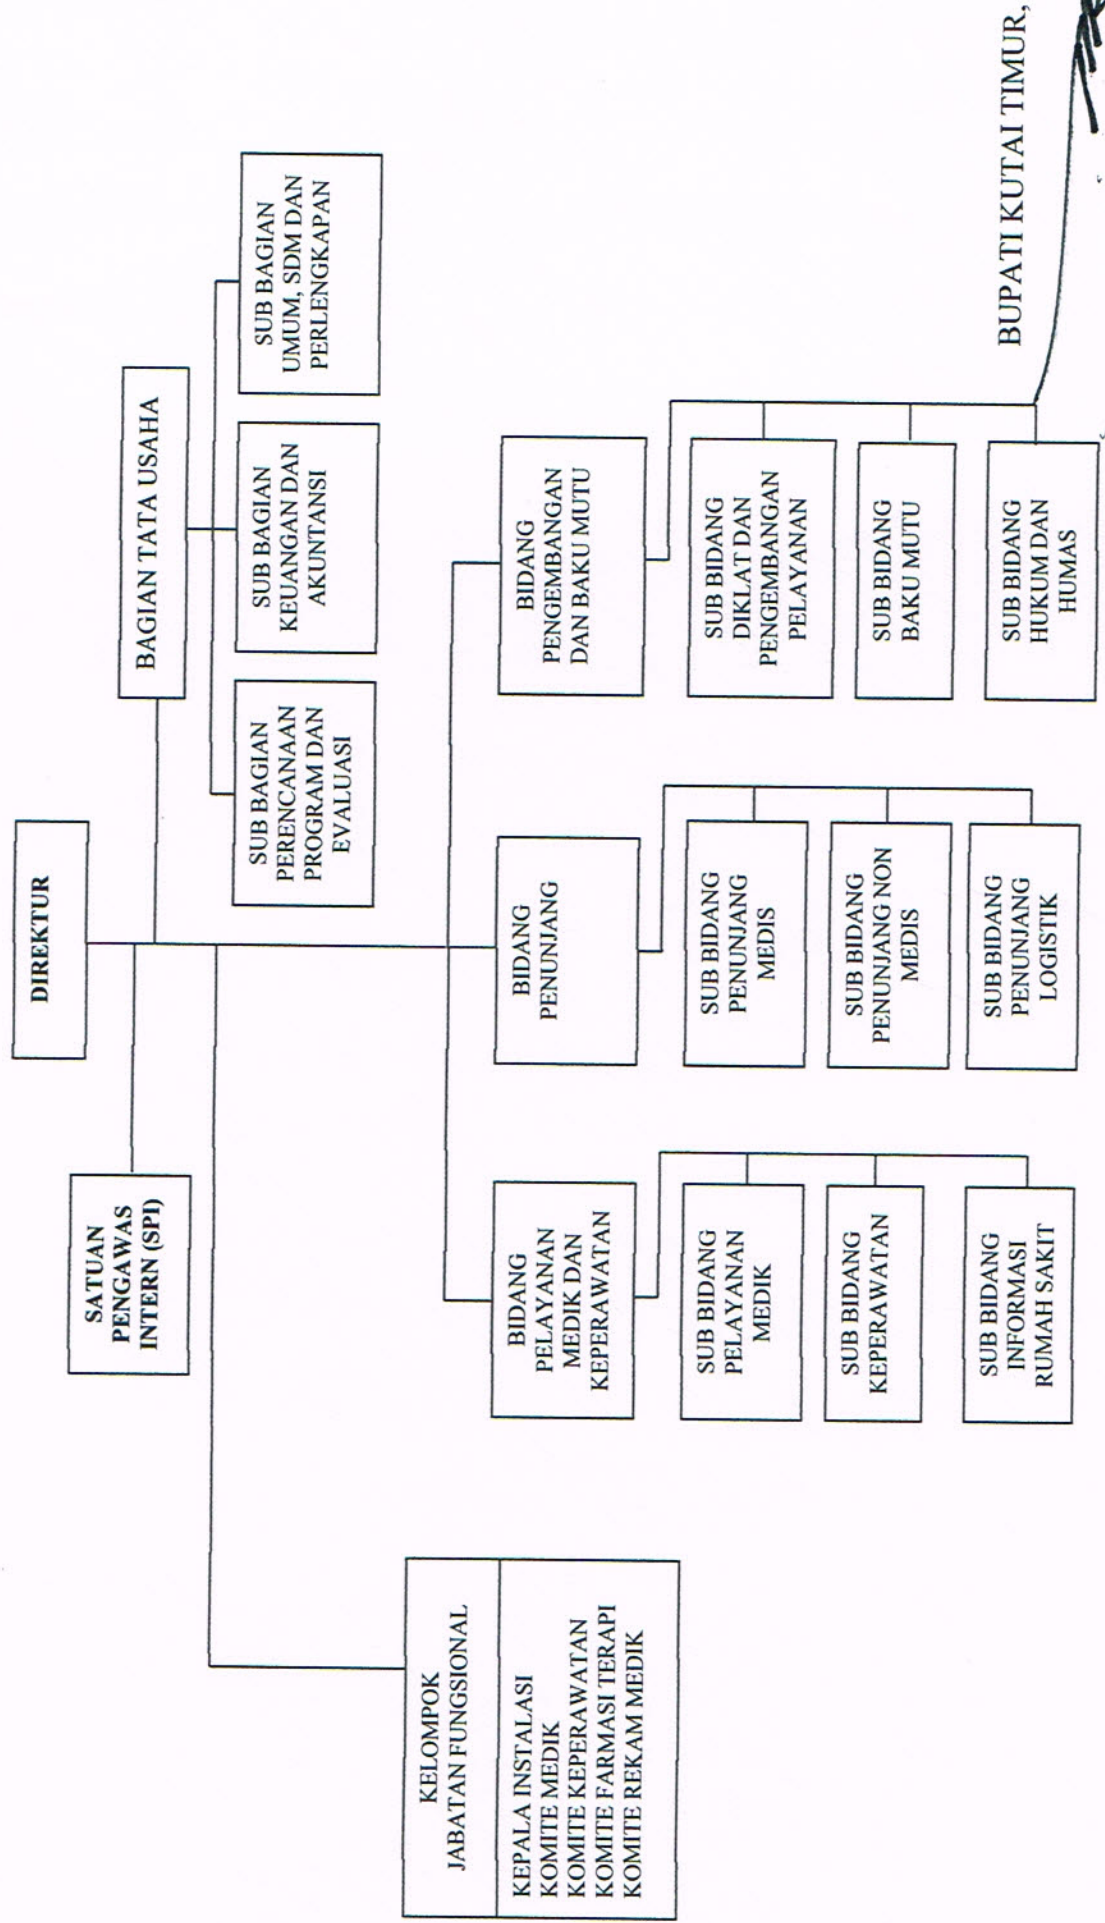 DIREKTUR
SATUAN
PENGAWAS
INTERN (SPI)
BAGIAN TATA USAHA
SUB BAGIAN
PERENCANAAN
PROGRAM DAN
EVALUASI
SUB BAGIAN
KEUANGAN DAN
AKUNTANSI
SUB BAGIAN
UMUM, SDM DAN
PERLENGKAPAN
KELOMPOK
JABATAN FUNGSIONAL
KEPALA INSTALASI
KOMITE MEDIK
KOMITE KEPERAWATAN
KOMITE FARMASI TERAPI
KOMITE REKAM MEDIK
BIDANG
PELAYANAN
MEDIK DAN
KEPERAWATAN
SUB BIDANG
PELAYANAN
MEDIK
SUB BIDANG
KEPERAWATAN
SUB BIDANG
INFORMASI
RUMAH SAKIT
BIDANG
PENUNJANG
SUB BIDANG
PENUNJANG
MEDIS
SUB BIDANG
PENUNJANG NON
MEDIS
SUB BIDANG
PENUNJANG
LOGISTIK
BIDANG
PENGEMBANGAN
DAN BAKU MUTU
SUB BIDANG
DIKLAT DAN
PENGEMBANGAN
PELAYANAN
SUB BIDANG
BAKU MUTU
SUB BIDANG
HUKUM DAN
HUMAS
BUPATI KUTAI TIMUR,